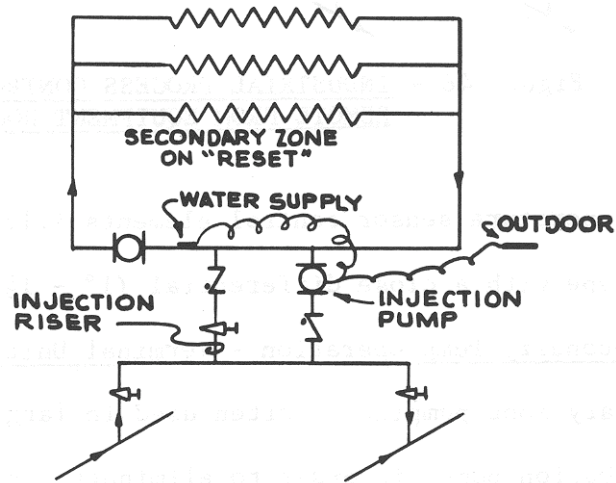 SECONDARY ZONE
ON "RESET"
WATER SUPPLY
OUTDOOR
INJECTION
RISER
INJECTION
PUMP